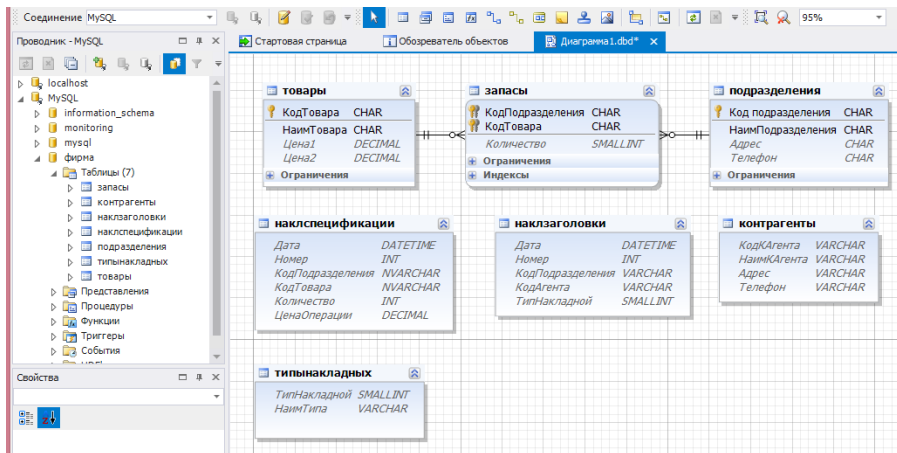 Соединение MySQL
95%
Проводник - MySQL
Стартовая страница
Обозреватель объектов
Диаграмма1.dbd*
localhost
MySQL
information_schema
monitoring
mysql
фирма
Таблицы (7)
запасы
контрагенты
наклзаголовки
наклспецификации
подразделения
типынакладных
товары
Представления
Процедуры
Функции
Триггеры
События
Свойства
товары
КодТовара CHAR
НаимТовара CHAR
Цена1 DECIMAL
Цена2 DECIMAL
Ограничения
запасы
КодПодразделения CHAR
КодТовара CHAR
Количество SMALLINT
Ограничения
Индексы
подразделения
Код подразделения CHAR
НаимПодразделения CHAR
Адрес CHAR
Телефон CHAR
Ограничения
наклспецификации
Дата DATETIME
Номер INT
КодПодразделения NVARCHAR
КодТовара NVARCHAR
Количество INT
ЦенаОперации DECIMAL
наклзаголовки
Дата DATETIME
Номер INT
КодПодразделения VARCHAR
КодАгента VARCHAR
ТипНакладной SMALLINT
контрагенты
КодКАгента VARCHAR
НаимКАгента VARCHAR
Адрес VARCHAR
Телефон VARCHAR
типынакладных
ТипНакладной SMALLINT
НаимТипа VARCHAR